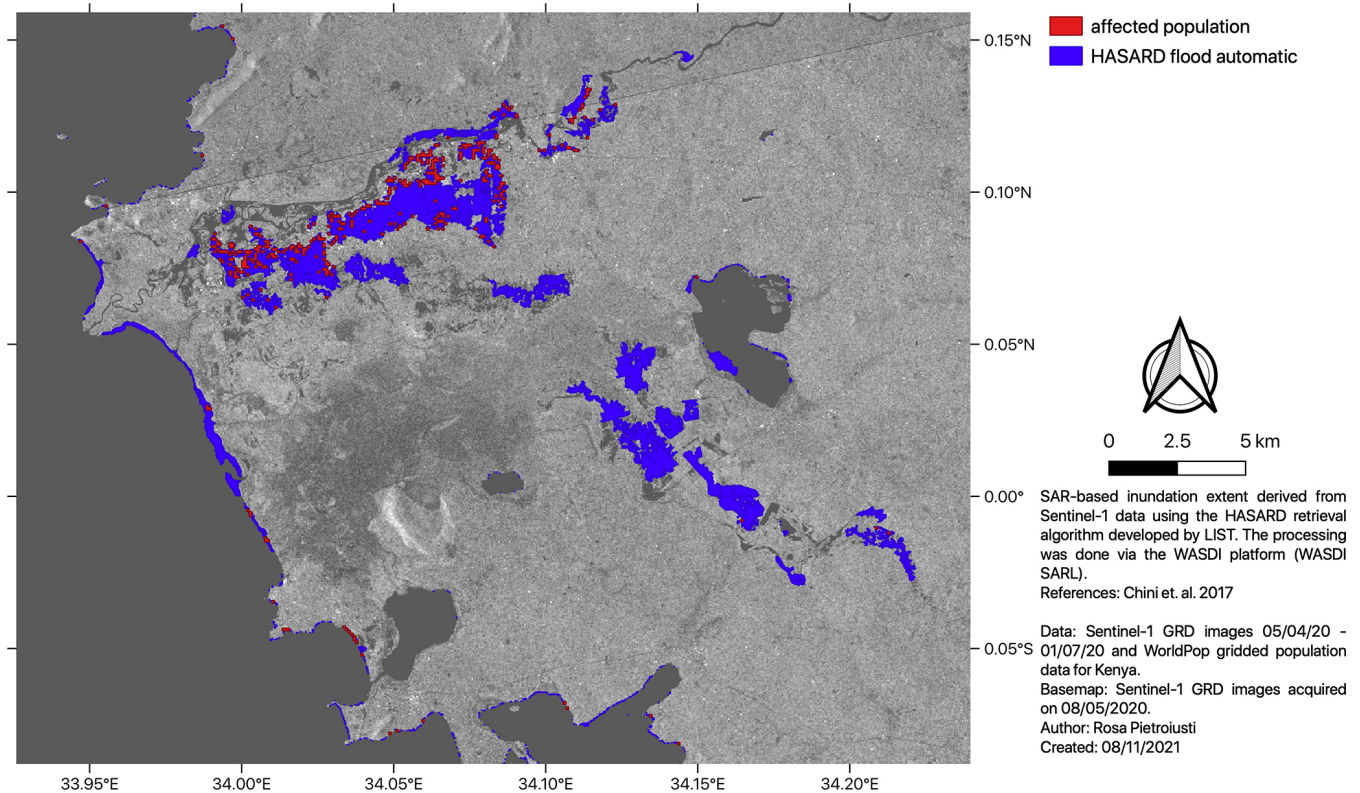 affected population
HASARD flood automatic
0.15°N
0.10°N
0.05°N
0.00°
0.05°S
0 2.5 5 km
SAR-based inundation extent derived from
Sentinel-1 data using the HASARD retrieval
algorithm developed by LIST. The processing
was done via the WASDI platform (WASDI
SARL).
References: Chini et. al. 2017
Data: Sentinel-1 GRD images 05/04/20 -
01/07/20 and WorldPop gridded population
data for Kenya.
Basemap: Sentinel-1 GRD images acquired
on 08/05/2020.
Author: Rosa Pietroiusti
Created: 08/11/2021
33.95°E 34.00°E 34.05°E 34.10°E 34.15°E 34.20°E